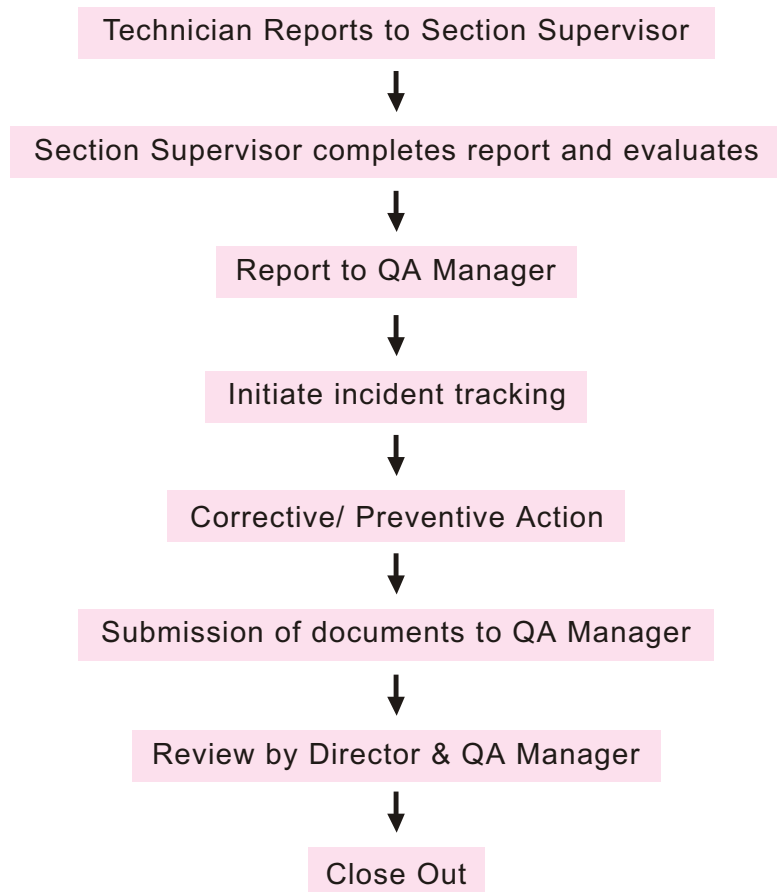 Technician Reports to Section Supervisor
Section Supervisor completes report and evaluates
Report to QA Manager
Initiate incident tracking
Corrective/ Preventive Action
Submission of documents to QA Manager
Review by Director & QA Manager
Close Out